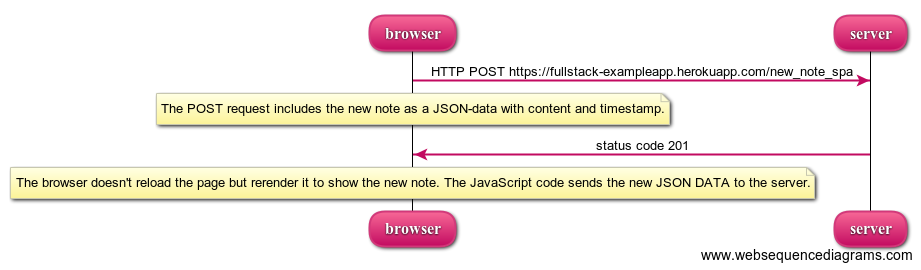 browser
server
HTTP POST https://fullstack-exampleapp.herokuapp.com/new_note_spa
The POST request includes the new note as a JSON-data with content and timestamp.
status code 201
The browser doesn't reload the page but rerender it to show the new note. The JavaScript code sends the new JSON DATA to the server.
browser
server
www.websequencediagrams.com